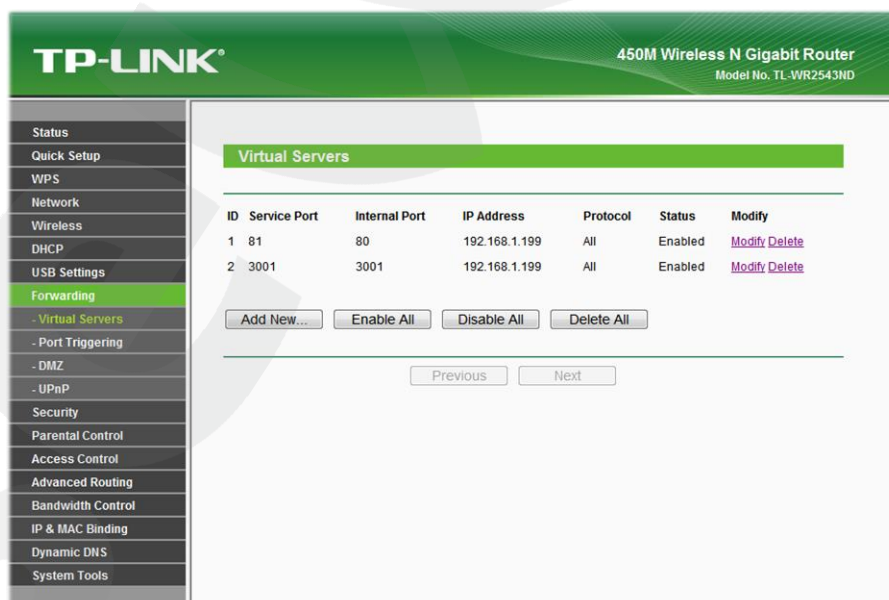 TP-LINK®
450M Wireless N Gigabit Router
Model No. TL-WR2543ND
Status
Quick Setup
WPS
Network
Wireless
DHCP
USB Settings
Forwarding
- Virtual Servers
- Port Triggering
- DMZ
- UPnP
Security
Parental Control
Access Control
Advanced Routing
Bandwidth Control
IP & MAC Binding
Dynamic DNS
System Tools
Virtual Servers
ID Service Port Internal Port IP Address Protocol Status Modify
1 81 80 192.168.1.199 All Enabled Modify Delete
2 3001 3001 192.168.1.199 All Enabled Modify Delete
Add New... Enable All Disable All Delete All
Previous Next